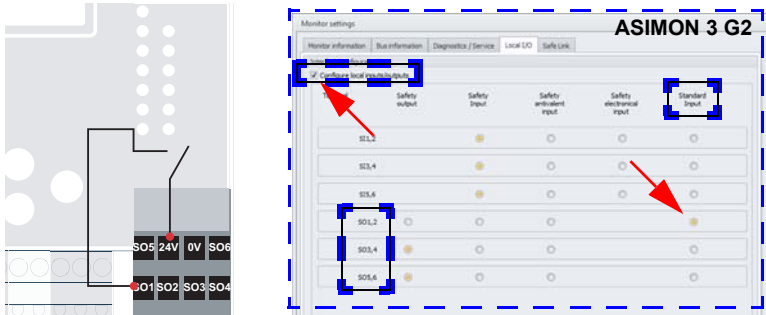 SO5 24V 0V SO6
SO1 SO2 SO3 SO4
Monitor settings
ASIMON 3 G2
Monitor information Bus information Diagnostics / Service Local I/O Safe Link
Configure local inputs/outputs
Safety output Safety Input Safety antivalent input Safety electronical input Standard Input
SI1,2
SI3,4
SI5,6
SO1,2
SO3,4
SO5,6